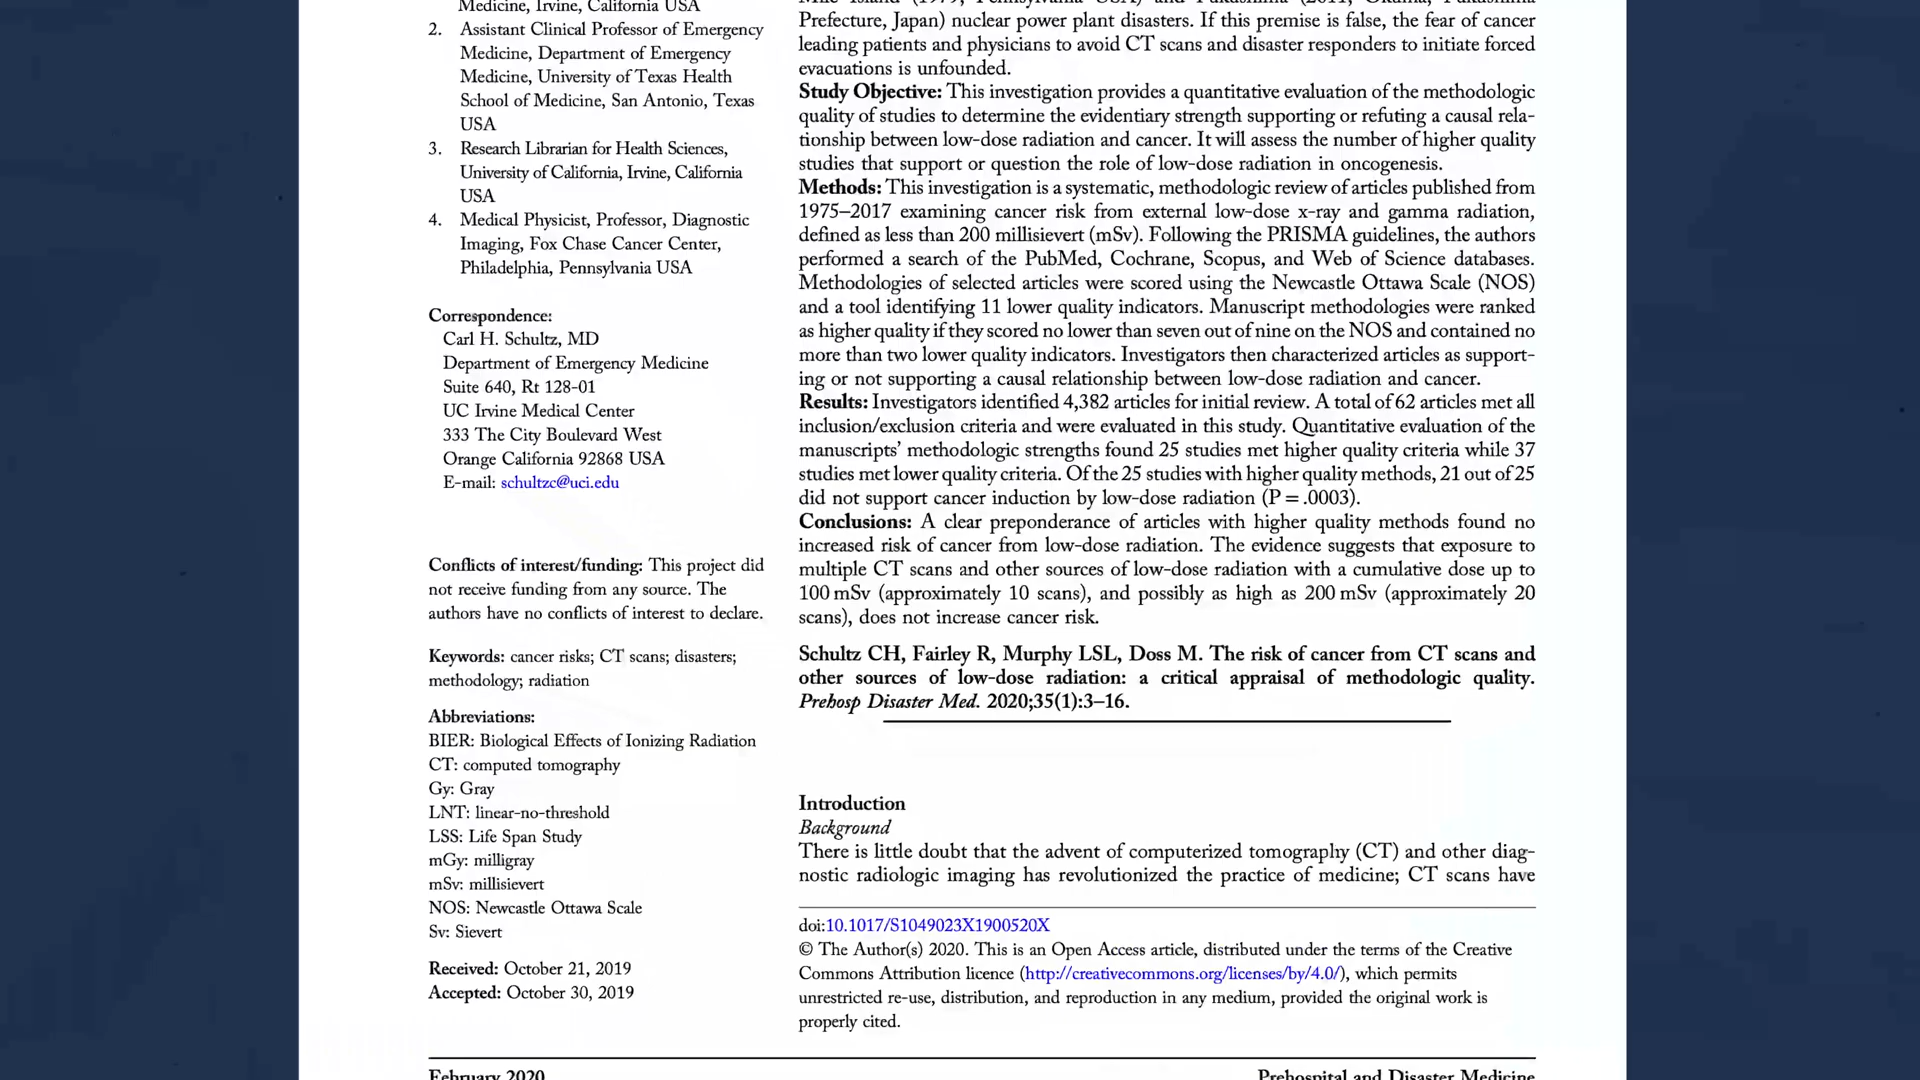 Medicine, Irvine, California USA
2. Assistant Clinical Professor of Emergency
Medicine, Department of Emergency
Medicine, University of Texas Health
School of Medicine, San Antonio, Texas
USA
3. Research Librarian for Health Sciences,
University of California, Irvine, California
USA
4. Medical Physicist, Professor, Diagnostic
Imaging, Fox Chase Cancer Center,
Philadelphia, Pennsylvania USA
Correspondence:
Carl H. Schultz, MD
Department of Emergency Medicine
Suite 640, Rt 128-01
UC Irvine Medical Center
333 The City Boulevard West
Orange California 92868 USA
E-mail: schultzc@uci.edu
Conflicts of interest/funding: This project did
not receive funding from any source. The
authors have no conflicts of interest to declare.
Keywords: cancer risks; CT scans; disasters;
methodology; radiation
Abbreviations:
BIER: Biological Effects of Ionizing Radiation
CT: computed tomography
Gy: Gray
LNT: linear-no-threshold
LSS: Life Span Study
mGy: milligray
mSv: millisievert
NOS: Newcastle Ottawa Scale
Sv: Sievert
Received: October 21, 2019
Accepted: October 30, 2019
Prefecture, Japan) nuclear power plant disasters. If this premise is false, the fear of cancer
leading patients and physicians to avoid CT scans and disaster responders to initiate forced
evacuations is unfounded.
Study Objective: This investigation provides a quantitative evaluation of the methodologic
quality of studies to determine the evidentiary strength supporting or refuting a causal rela-
tionship between low-dose radiation and cancer. It will assess the number of higher quality
studies that support or question the role of low-dose radiation in oncogenesis.
Methods: This investigation is a systematic, methodologic review of articles published from
1975–2017 examining cancer risk from external low-dose x-ray and gamma radiation,
defined as less than 200 millisievert (mSv). Following the PRISMA guidelines, the authors
performed a search of the PubMed, Cochrane, Scopus, and Web of Science databases.
Methodologies of selected articles were scored using the Newcastle Ottawa Scale (NOS)
and a tool identifying 11 lower quality indicators. Manuscript methodologies were ranked
as higher quality if they scored no lower than seven out of nine on the NOS and contained no
more than two lower quality indicators. Investigators then characterized articles as support-
ing or not supporting a causal relationship between low-dose radiation and cancer.
Results: Investigators identified 4,382 articles for initial review. A total of 62 articles met all
inclusion/exclusion criteria and were evaluated in this study. Quantitative evaluation of the
manuscripts' methodologic strengths found 25 studies met higher quality criteria while 37
studies met lower quality criteria. Of the 25 studies with higher quality methods, 21 out of 25
did not support cancer induction by low-dose radiation (P = .0003).
Conclusions: A clear preponderance of articles with higher quality methods found no
increased risk of cancer from low-dose radiation. The evidence suggests that exposure to
multiple CT scans and other sources of low-dose radiation with a cumulative dose up to
100 mSv (approximately 10 scans), and possibly as high as 200 mSv (approximately 20
scans), does not increase cancer risk.
Schultz CH, Fairley R, Murphy LSL, Doss M. The risk of cancer from CT scans and
other sources of low-dose radiation: a critical appraisal of methodologic quality.
Prehosp Disaster Med. 2020;35(1):3–16.
Introduction
Background
There is little doubt that the advent of computerized tomography (CT) and other diag-
nostic radiologic imaging has revolutionized the practice of medicine; CT scans have
doi:10.1017/S1049023X1900520X
© The Author(s) 2020. This is an Open Access article, distributed under the terms of the Creative
Commons Attribution licence (http://creativecommons.org/licenses/by/4.0/), which permits
unrestricted re-use, distribution, and reproduction in any medium, provided the original work is
properly cited.
February 2020
Prehospital and Disaster Medicine